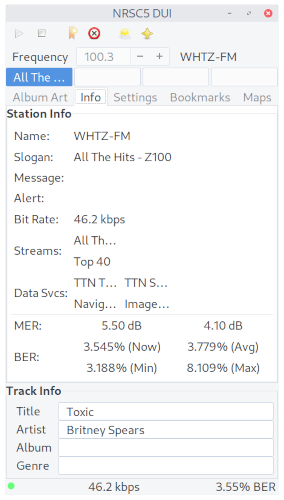 NRSC5 DUI
Frequency 100.3 − + WHTZ-FM
All The ...
Album Art Info Settings Bookmarks Maps
Station Info
Name: WHTZ-FM
Slogan: All The Hits - Z100
Message:
Alert:
Bit Rate: 46.2 kbps
Streams: All Th...
Top 40
Data Svcs: TTN T... TTN S...
Navig... Image...
MER: 5.50 dB 4.10 dB
BER: 3.545% (Now) 3.779% (Avg)
3.188% (Min) 8.109% (Max)
Track Info
Title Toxic
Artist Britney Spears
Album
Genre
46.2 kbps 3.55% BER